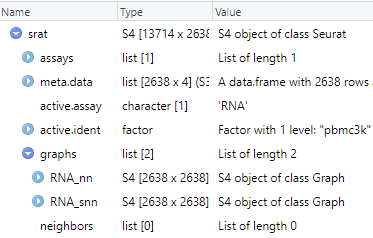 Name Type Value
srat S4 [13714 x 2638 S4 object of class Seurat
assays list [1] List of length 1
meta.data list [2638 x 4] (S3 A data.frame with 2638 rows
active.assay character [1] 'RNA'
active.ident factor Factor with 1 level: "pbmc3k"
graphs list [2] List of length 2
RNA_nn S4 [2638 x 2638] S4 object of class Graph
RNA_snn S4 [2638 x 2638] S4 object of class Graph
neighbors list [0] List of length 0